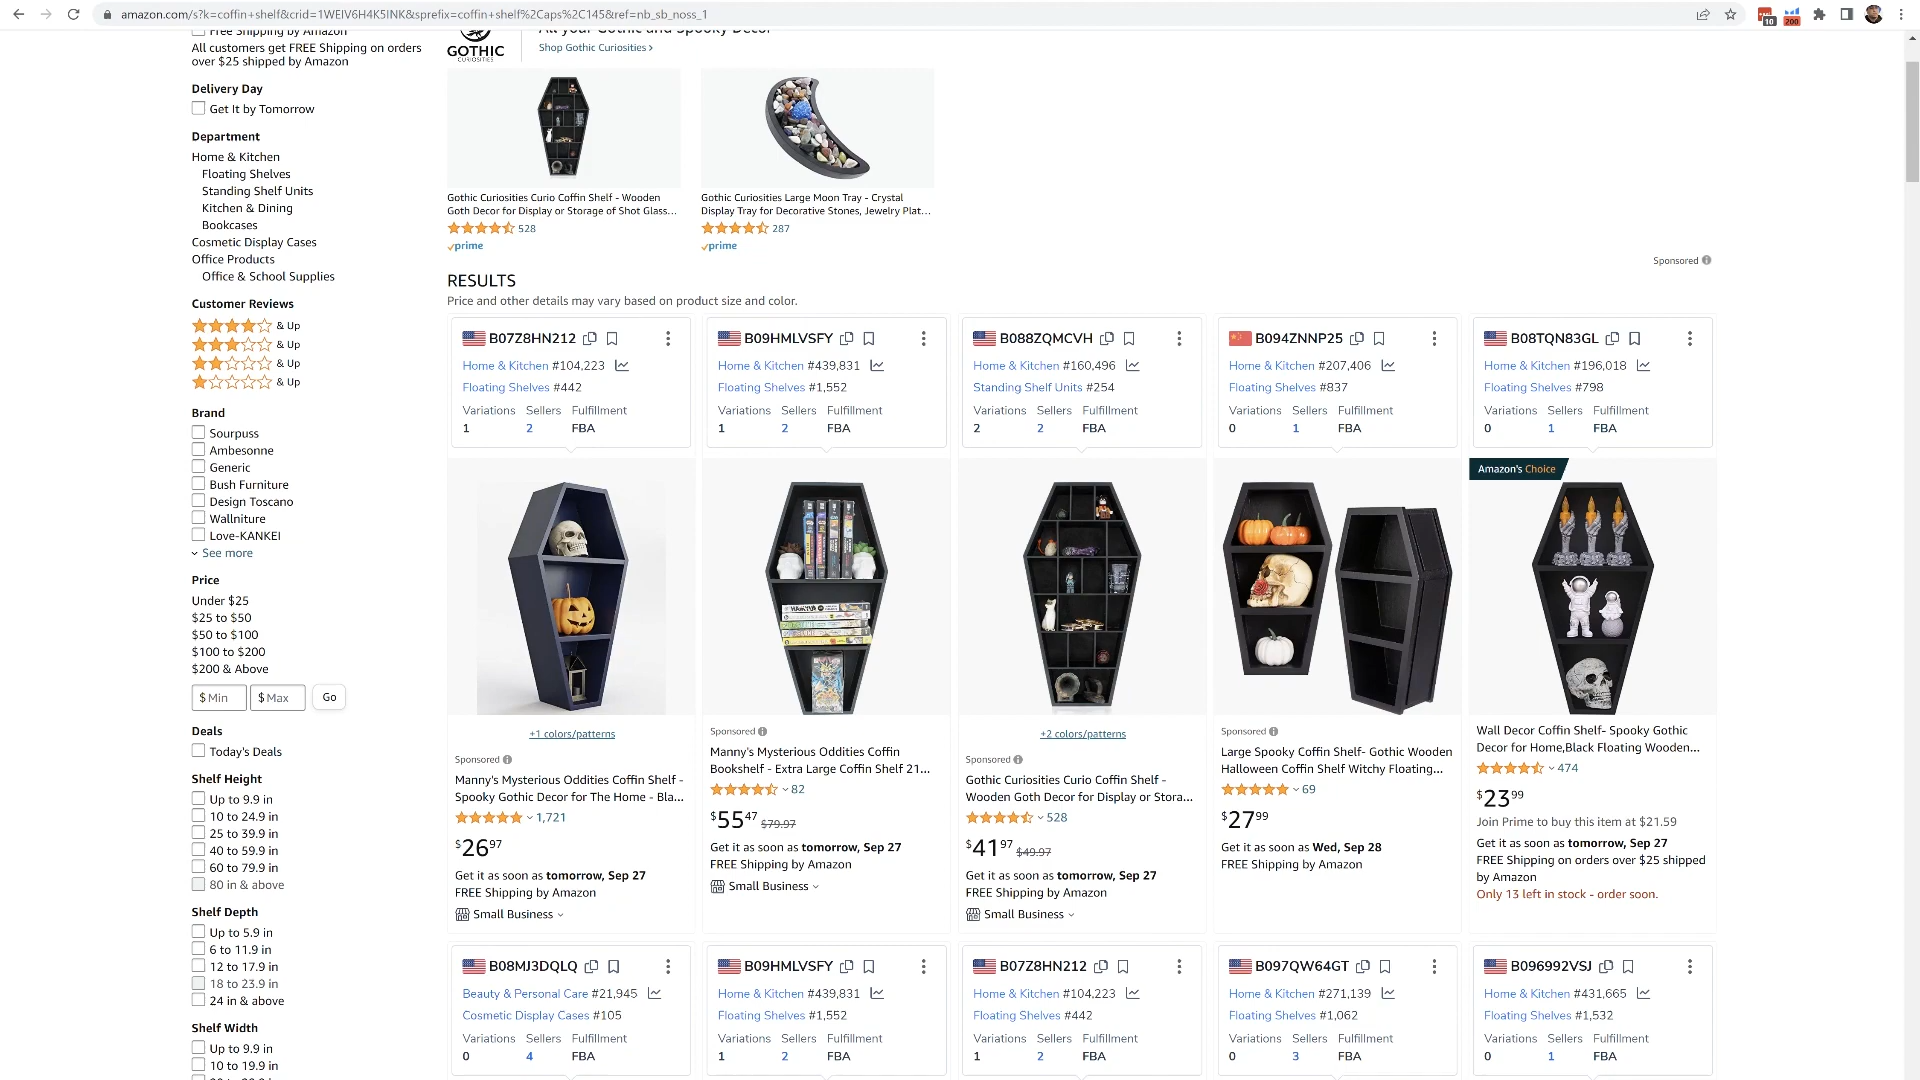 amazon.com/s?k=coffin+shelf&crid=1WEIV6H4K5INK&sprefix=coffin+shelf%2Caps%2C145&ref=nb_sb_noss_1
10
200
Free Shipping by Amazon
All customers get FREE Shipping on orders
over $25 shipped by Amazon
Delivery Day
Get It by Tomorrow
Department
Home & Kitchen
Floating Shelves
Standing Shelf Units
Kitchen & Dining
Bookcases
Cosmetic Display Cases
Office Products
Office & School Supplies
Customer Reviews
& Up
& Up
& Up
& Up
Brand
Sourpuss
Ambesonne
Generic
Bush Furniture
Design Toscano
Wallniture
Love-KANKEI
See more
Price
Under $25
$25 to $50
$50 to $100
$100 to $200
$200 & Above
$ Min
$ Max
Go
Deals
Today's Deals
Shelf Height
Up to 9.9 in
10 to 24.9 in
25 to 39.9 in
40 to 59.9 in
60 to 79.9 in
80 in & above
Shelf Depth
Up to 5.9 in
6 to 11.9 in
12 to 17.9 in
18 to 23.9 in
24 in & above
Shelf Width
Up to 9.9 in
10 to 19.9 in
GOTHIC
CURIOSITIES
All your Gothic and Spooky Decor
Shop Gothic Curiosities ›
Gothic Curiosities Curio Coffin Shelf - Wooden
Goth Decor for Display or Storage of Shot Glass...
528
prime
Gothic Curiosities Large Moon Tray - Crystal
Display Tray for Decorative Stones, Jewelry Plat...
287
prime
Sponsored
RESULTS
Price and other details may vary based on product size and color.
B07Z8HN212
Home & Kitchen #104,223
Floating Shelves #442
Variations Sellers Fulfillment
1 2 FBA
+1 colors/patterns
Sponsored
Manny's Mysterious Oddities Coffin Shelf -
Spooky Gothic Decor for The Home - Bla...
1,721
$26 97
Get it as soon as tomorrow, Sep 27
FREE Shipping by Amazon
Small Business
B09HMLVSFY
Home & Kitchen #439,831
Floating Shelves #1,552
Variations Sellers Fulfillment
1 2 FBA
Sponsored
Manny's Mysterious Oddities Coffin
Bookshelf - Extra Large Coffin Shelf 21...
82
$55 47 $79.97
Get it as soon as tomorrow, Sep 27
FREE Shipping by Amazon
Small Business
B088ZQMCVH
Home & Kitchen #160,496
Standing Shelf Units #254
Variations Sellers Fulfillment
2 2 FBA
+2 colors/patterns
Sponsored
Gothic Curiosities Curio Coffin Shelf -
Wooden Goth Decor for Display or Stora...
528
$41 97 $49.97
Get it as soon as tomorrow, Sep 27
FREE Shipping by Amazon
Small Business
B094ZNNP25
Home & Kitchen #207,406
Floating Shelves #837
Variations Sellers Fulfillment
0 1 FBA
Sponsored
Large Spooky Coffin Shelf- Gothic Wooden
Halloween Coffin Shelf Witchy Floating...
69
$27 99
Get it as soon as Wed, Sep 28
FREE Shipping by Amazon
B08TQN83GL
Home & Kitchen #196,018
Floating Shelves #798
Variations Sellers Fulfillment
0 1 FBA
Amazon's Choice
Wall Decor Coffin Shelf- Spooky Gothic
Decor for Home,Black Floating Wooden...
474
$23 99
Join Prime to buy this item at $21.59
Get it as soon as tomorrow, Sep 27
FREE Shipping on orders over $25 shipped
by Amazon
Only 13 left in stock - order soon.
B08MJ3DQLQ
Beauty & Personal Care #21,945
Cosmetic Display Cases #105
Variations Sellers Fulfillment
0 4 FBA
B09HMLVSFY
Home & Kitchen #439,831
Floating Shelves #1,552
Variations Sellers Fulfillment
1 2 FBA
B07Z8HN212
Home & Kitchen #104,223
Floating Shelves #442
Variations Sellers Fulfillment
1 2 FBA
B097QW64GT
Home & Kitchen #271,139
Floating Shelves #1,062
Variations Sellers Fulfillment
0 3 FBA
B096992VSJ
Home & Kitchen #431,665
Floating Shelves #1,532
Variations Sellers Fulfillment
0 1 FBA